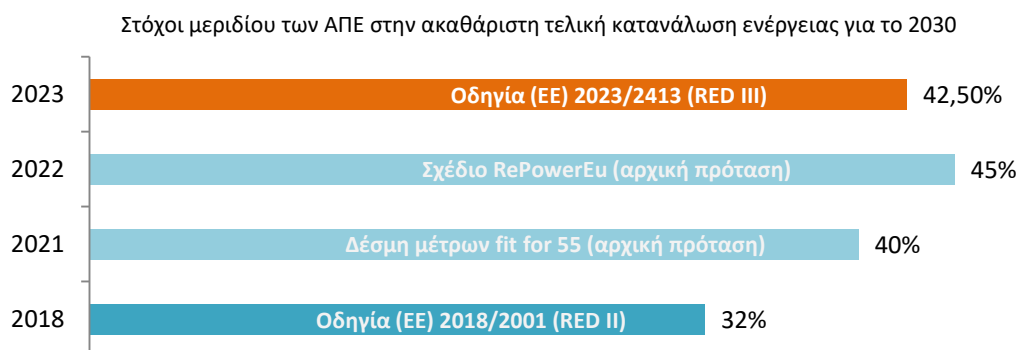 Στόχοι μεριδίου των ΑΠΕ στην ακαθάριστη τελική κατανάλωση ενέργειας για το 2030
2023 Οδηγία (ΕΕ) 2023/2413 (RED III) 42,50%
2022 Σχέδιο RePowerEu (αρχική πρόταση) 45%
2021 Δέσμη μέτρων fit for 55 (αρχική πρόταση) 40%
2018 Οδηγία (ΕΕ) 2018/2001 (RED II) 32%